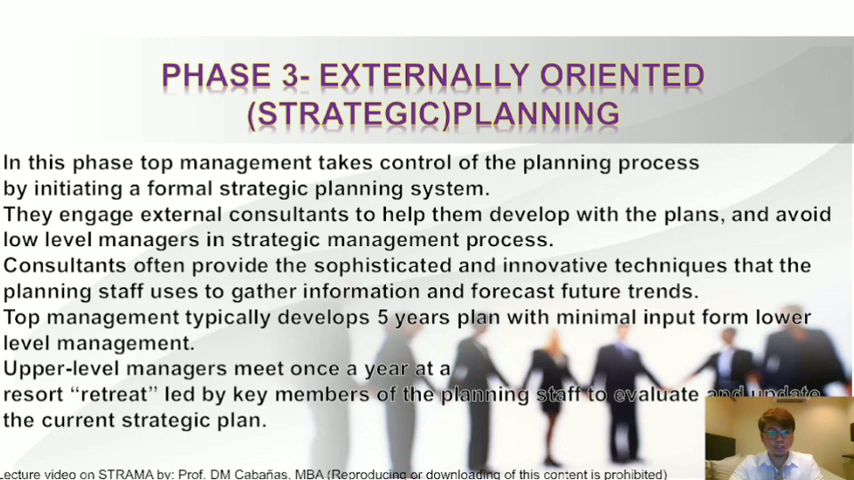 PHASE 3- EXTERNALLY ORIENTED
(STRATEGIC)PLANNING
In this phase top management takes control of the planning process
by initiating a formal strategic planning system.
They engage external consultants to help them develop with the plans, and avoid
low level managers in strategic management process.
Consultants often provide the sophisticated and innovative techniques that the
planning staff uses to gather information and forecast future trends.
Top management typically develops 5 years plan with minimal input form lower
level management.
Upper-level managers meet once a year at a
resort “retreat” led by key members of the planning staff to evaluate and update
the current strategic plan.
Lecture video on STRAMA by: Prof. DM Cabañas, MBA (Reproducing or downloading of this content is prohibited)